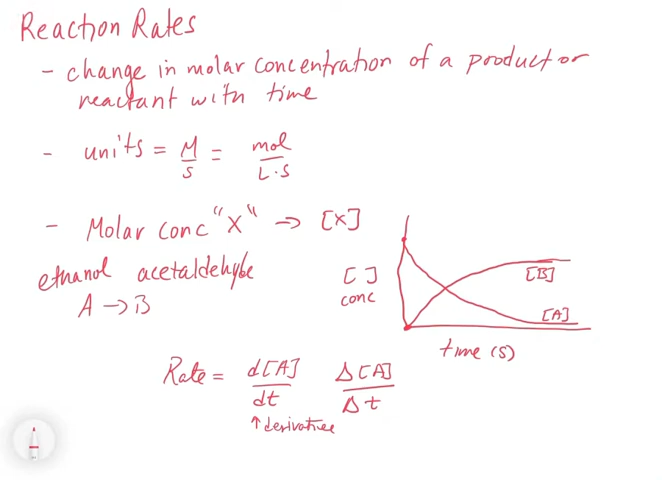 Reaction Rates
- change in molar concentration of a product or
reactant with time
- units = M/s = mol/L·s
- Molar conc "X" → [X]
ethanol acetaldehyde
A → B
[ ]
conc
[B]
[A]
time (s)
Rate = d[A]/dt Δ[A]/Δt
↑ derivative